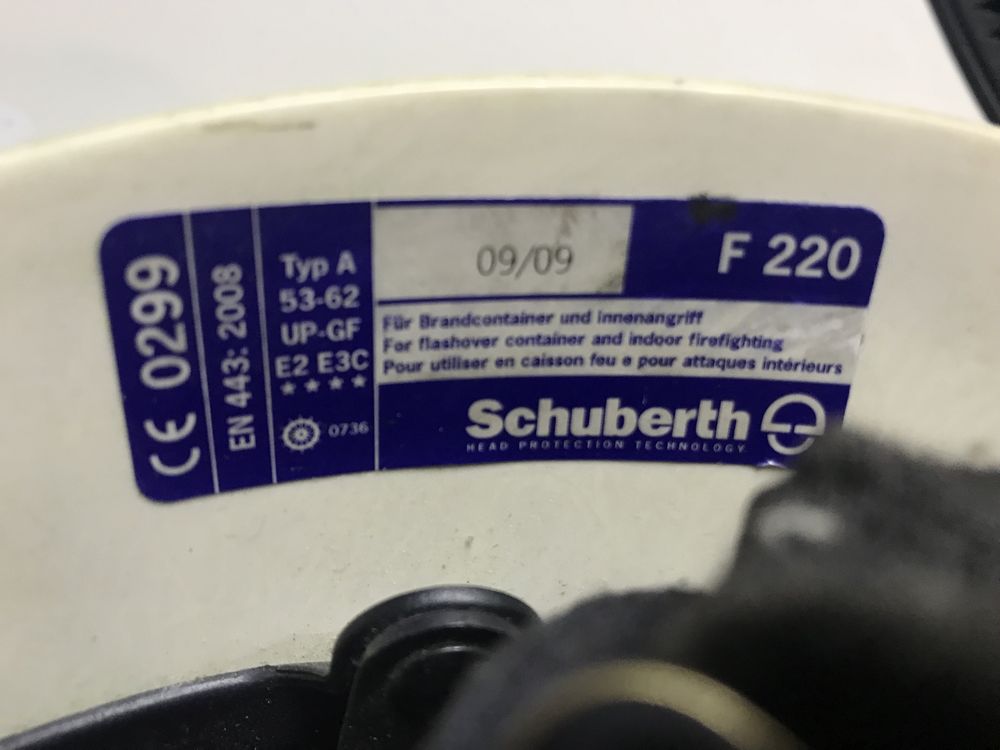 CE 0299
EN 443: 2008
Typ A
53-62
UP-GF
E2 E3C
****
0736
09/09
F 220
Für Brandcontainer und innenangriff
For flashover container and indoor firefighting
Pour utiliser en caisson feu e pour attaques intérieurs
Schuberth
HEAD PROTECTION TECHNOLOGY.